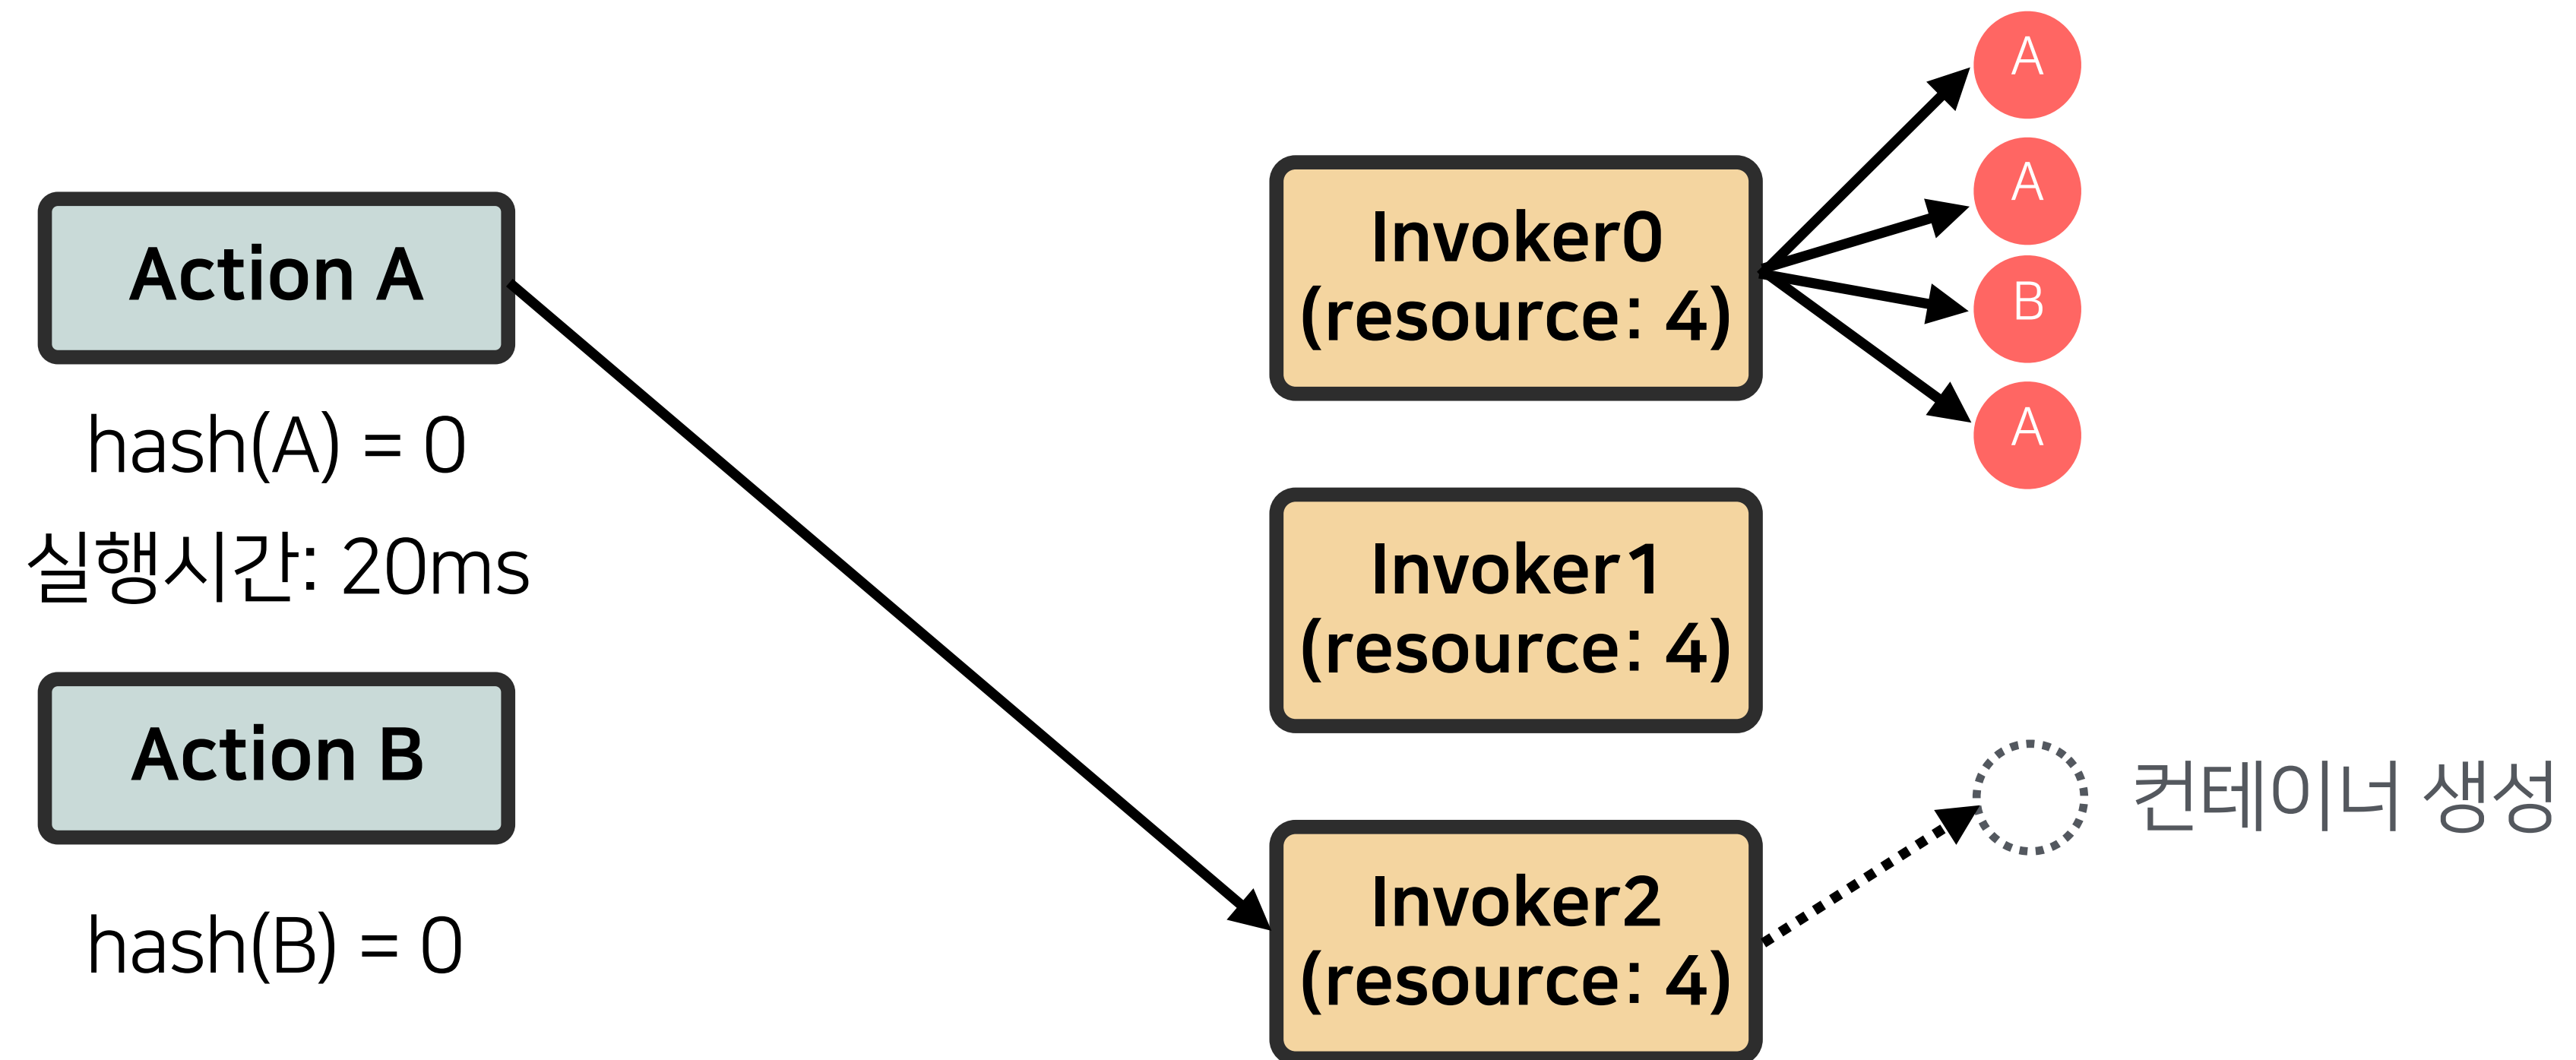 Action A
hash(A) = 0
실행시간: 20ms
Action B
hash(B) = 0
Invoker0
(resource: 4)
Invoker1
(resource: 4)
Invoker2
(resource: 4)
A
A
B
A
컨테이너 생성